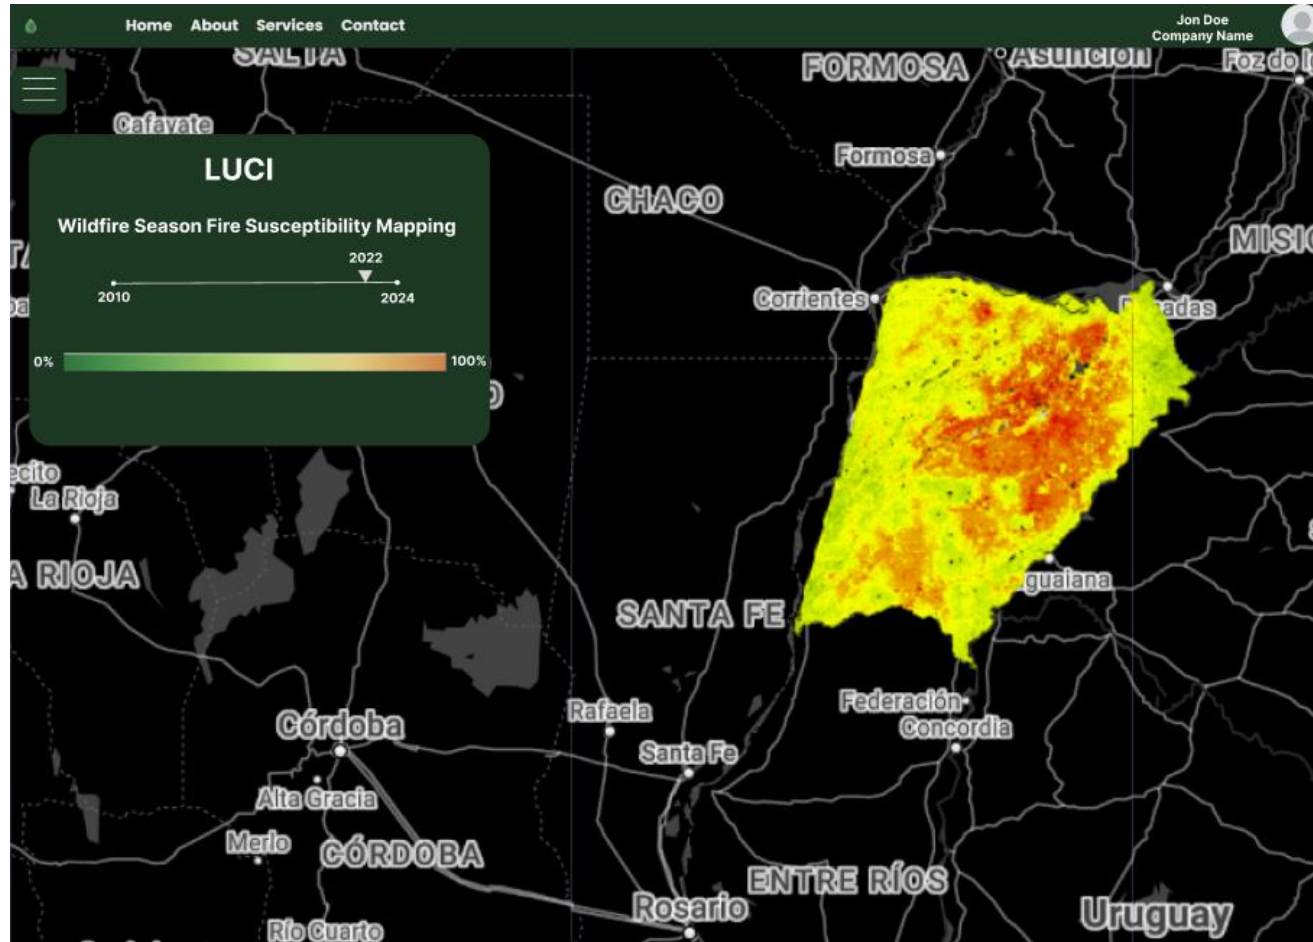 Home About Services Contact
Jon Doe
Company Name
SALTA
FORMOSA
Asunción
Foz do I
Cafayate
Formosa
LUCI
CHACO
Wildfire Season Fire Susceptibility Mapping
MISIO
2022
2010
2024
Corrientes
adas
0%
100%
ecito
La Rioja
A RIOJA
guaiana
SANTA FE
Federación
Concordia
Rafaela
Córdoba
Santa Fe
Alta Gracia
Merlo
CÓRDOBA
ENTRE RÍOS
Rosario
Uruguay
Río Cuarto